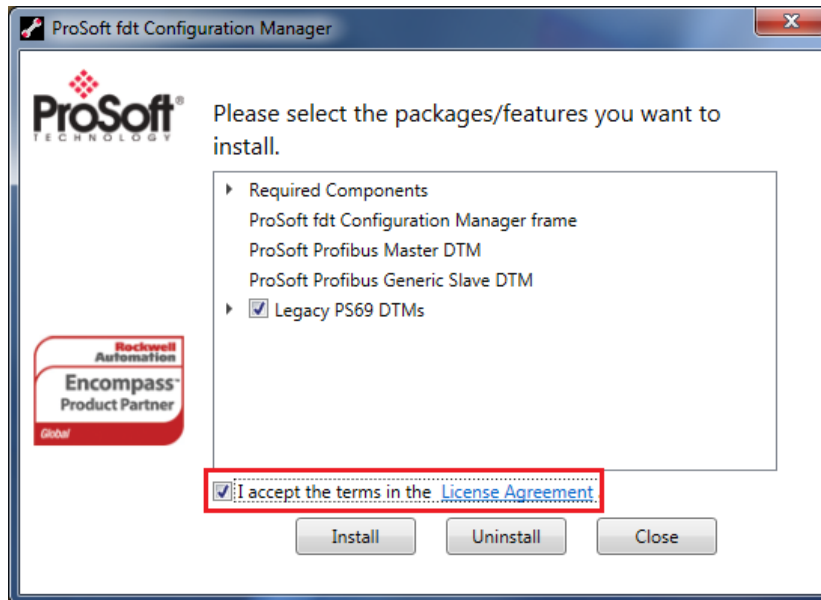 ProSoft fdt Configuration Manager
ProSoft®
TECHNOLOGY
Please select the packages/features you want to
install.
Required Components
ProSoft fdt Configuration Manager frame
ProSoft Profibus Master DTM
ProSoft Profibus Generic Slave DTM
Legacy PS69 DTMs
Rockwell
Automation
Encompass™
Product Partner
Global
I accept the terms in the License Agreement
Install Uninstall Close